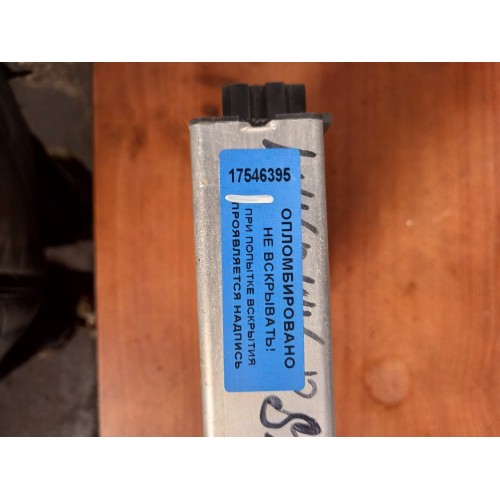 17546395
ОПЛОМБИРОВАНО
НЕ ВСКРЫВАТЬ!
ПРИ ПОПЫТКЕ ВСКРЫТИЯ
ПРОЯВЛЯЕТСЯ НАДПИСЬ